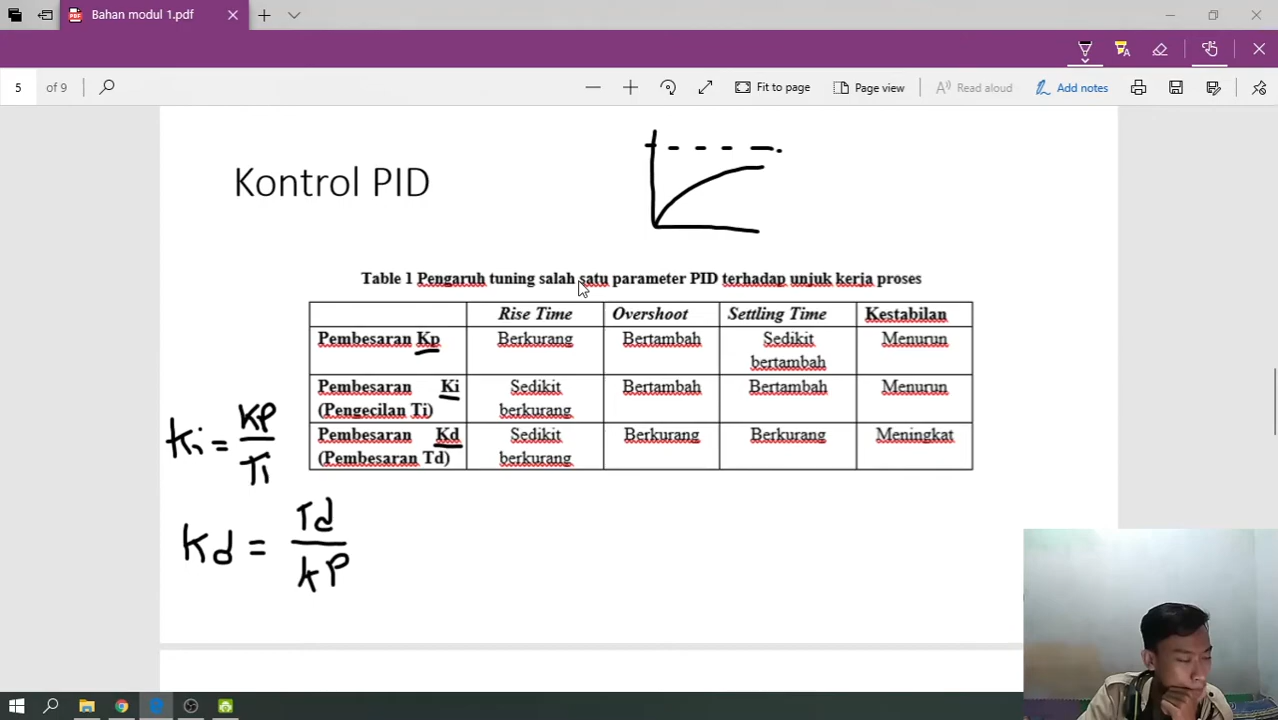 Bahan modul 1.pdf
5 of 9
Fit to page
Page view
Read aloud
Add notes
Kontrol PID
Table 1 Pengaruh tuning salah satu parameter PID terhadap unjuk kerja proses
Rise Time Overshoot Settling Time Kestabilan
Pembesaran Kp Berkurang Bertambah Sedikit bertambah Menurun
Pembesaran Ki (Pengecilan Ti) Sedikit berkurang Bertambah Bertambah Menurun
Pembesaran Kd (Pembesaran Td) Sedikit berkurang Berkurang Berkurang Meningkat
Ki = KP / Ti
Kd = Td / KP